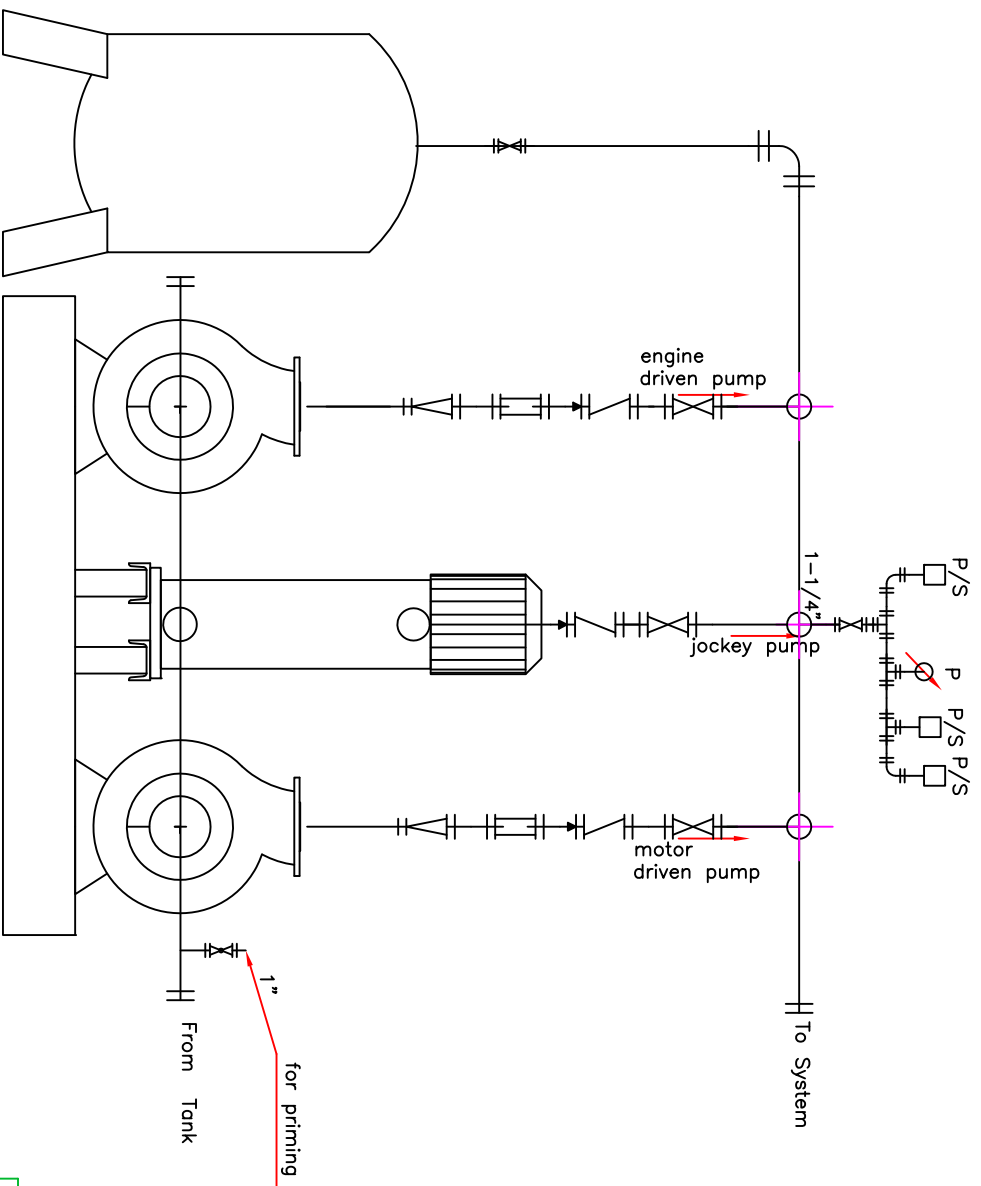 engine
driven pump
1-1/4"
jockey pump
P/S
P
P/S
P/S
motor
driven pump
1"
From Tank
To System
for priming